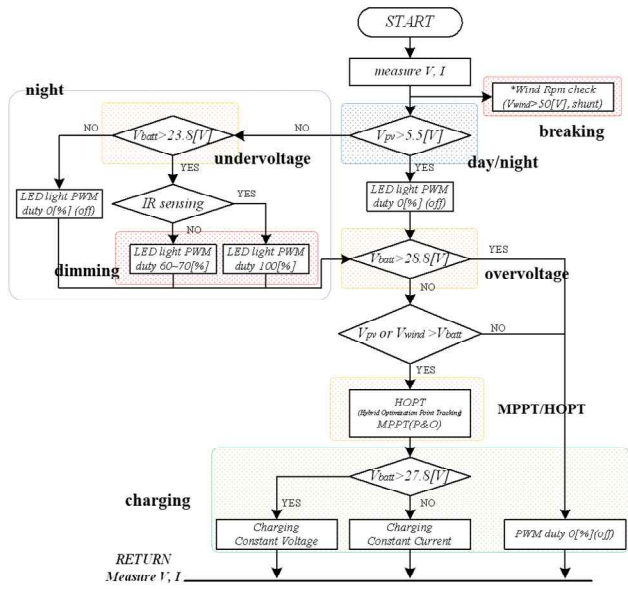 START
measure V, I
night
*Wind Rpm check
(Vwind>50[V], shunt)
breaking
NO
Vbatt>23.8[V]
NO
Vpv>5.5[V]
undervoltage
day/night
YES
YES
LED light PWM
duty 0[%] (off)
IR sensing
YES
LED light PWM
duty 0[%] (off)
NO
dimming
LED light PWM
duty 60~70[%]
LED light PWM
duty 100[%]
Vbatt>28.8[V]
YES
overvoltage
NO
Vpv or Vwind >Vbatt
NO
YES
HOPT
(Hybrid Optimization Point Tracking)
MPPT(P&O)
MPPT/HOPT
Vbatt>27.8[V]
charging
YES
NO
Charging
Constant Voltage
Charging
Constant Current
PWM duty 0[%](off)
RETURN
Measure V, I